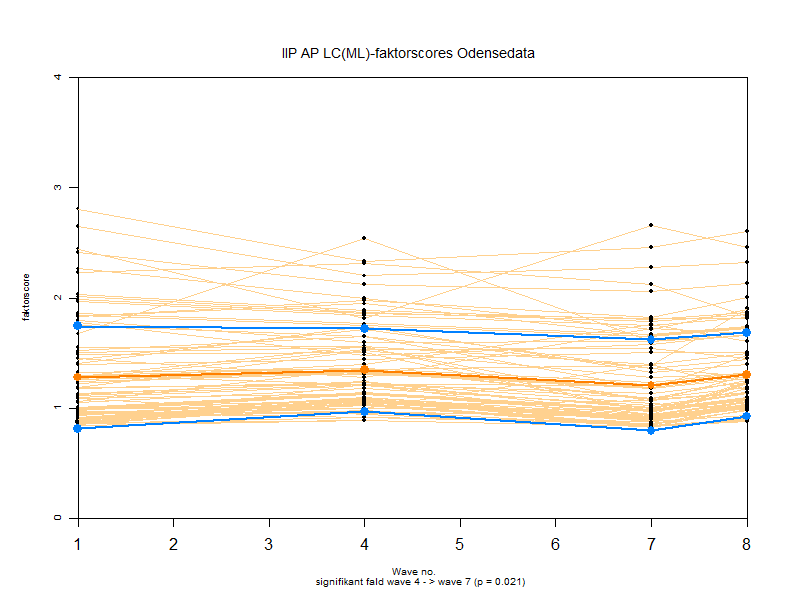 IIP AP LC(ML)-faktorscores Odensedata
4
3
2
1
0
faktorscore
1 2 3 4 5 6 7 8
Wave no.
signifikant fald wave 4 - > wave 7 (p = 0.021)